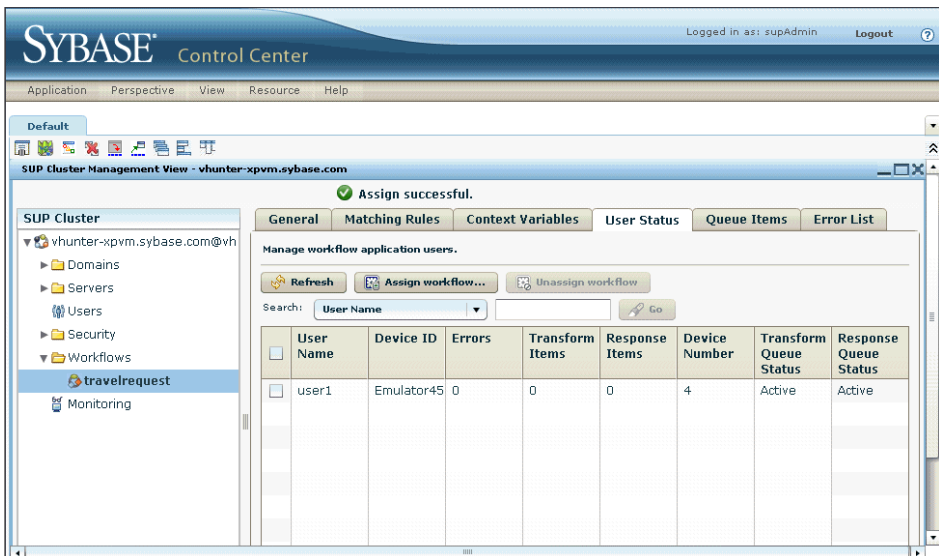 Logged in as: supAdmin Logout ?
SYBASE® Control Center
Application Perspective View Resource Help
Default
SUP Cluster Management View - vhunter-xpvm.sybase.com
Assign successful.
SUP Cluster
vhunter-xpvm.sybase.com@vh
Domains
Servers
Users
Security
Workflows
travelrequest
Monitoring
General Matching Rules Context Variables User Status Queue Items Error List
Manage workflow application users.
Refresh Assign workflow... Unassign workflow
Search: User Name Go
User Name Device ID Errors Transform Items Response Items Device Number Transform Queue Status Response Queue Status
user1 Emulator45 0 0 0 4 Active Active